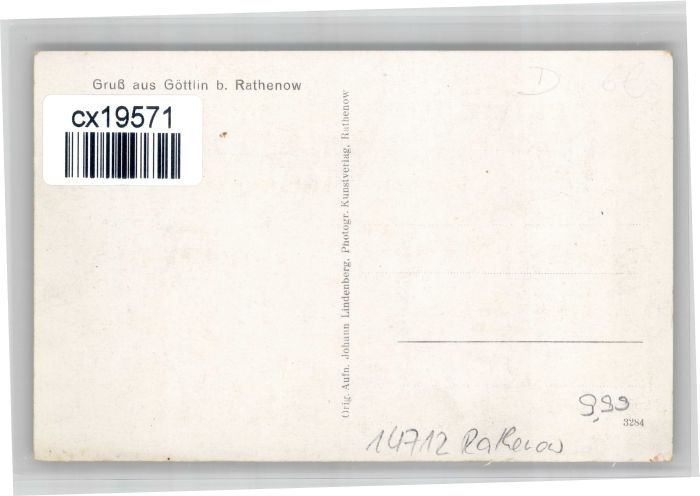 Gruß aus Göttlin b. Rathenow
cx19571
Orig.-Aufn. Johann Lindenberg, Photogr. Kunstverlag, Rathenow
D
9,99
3284
14712 Rathenow